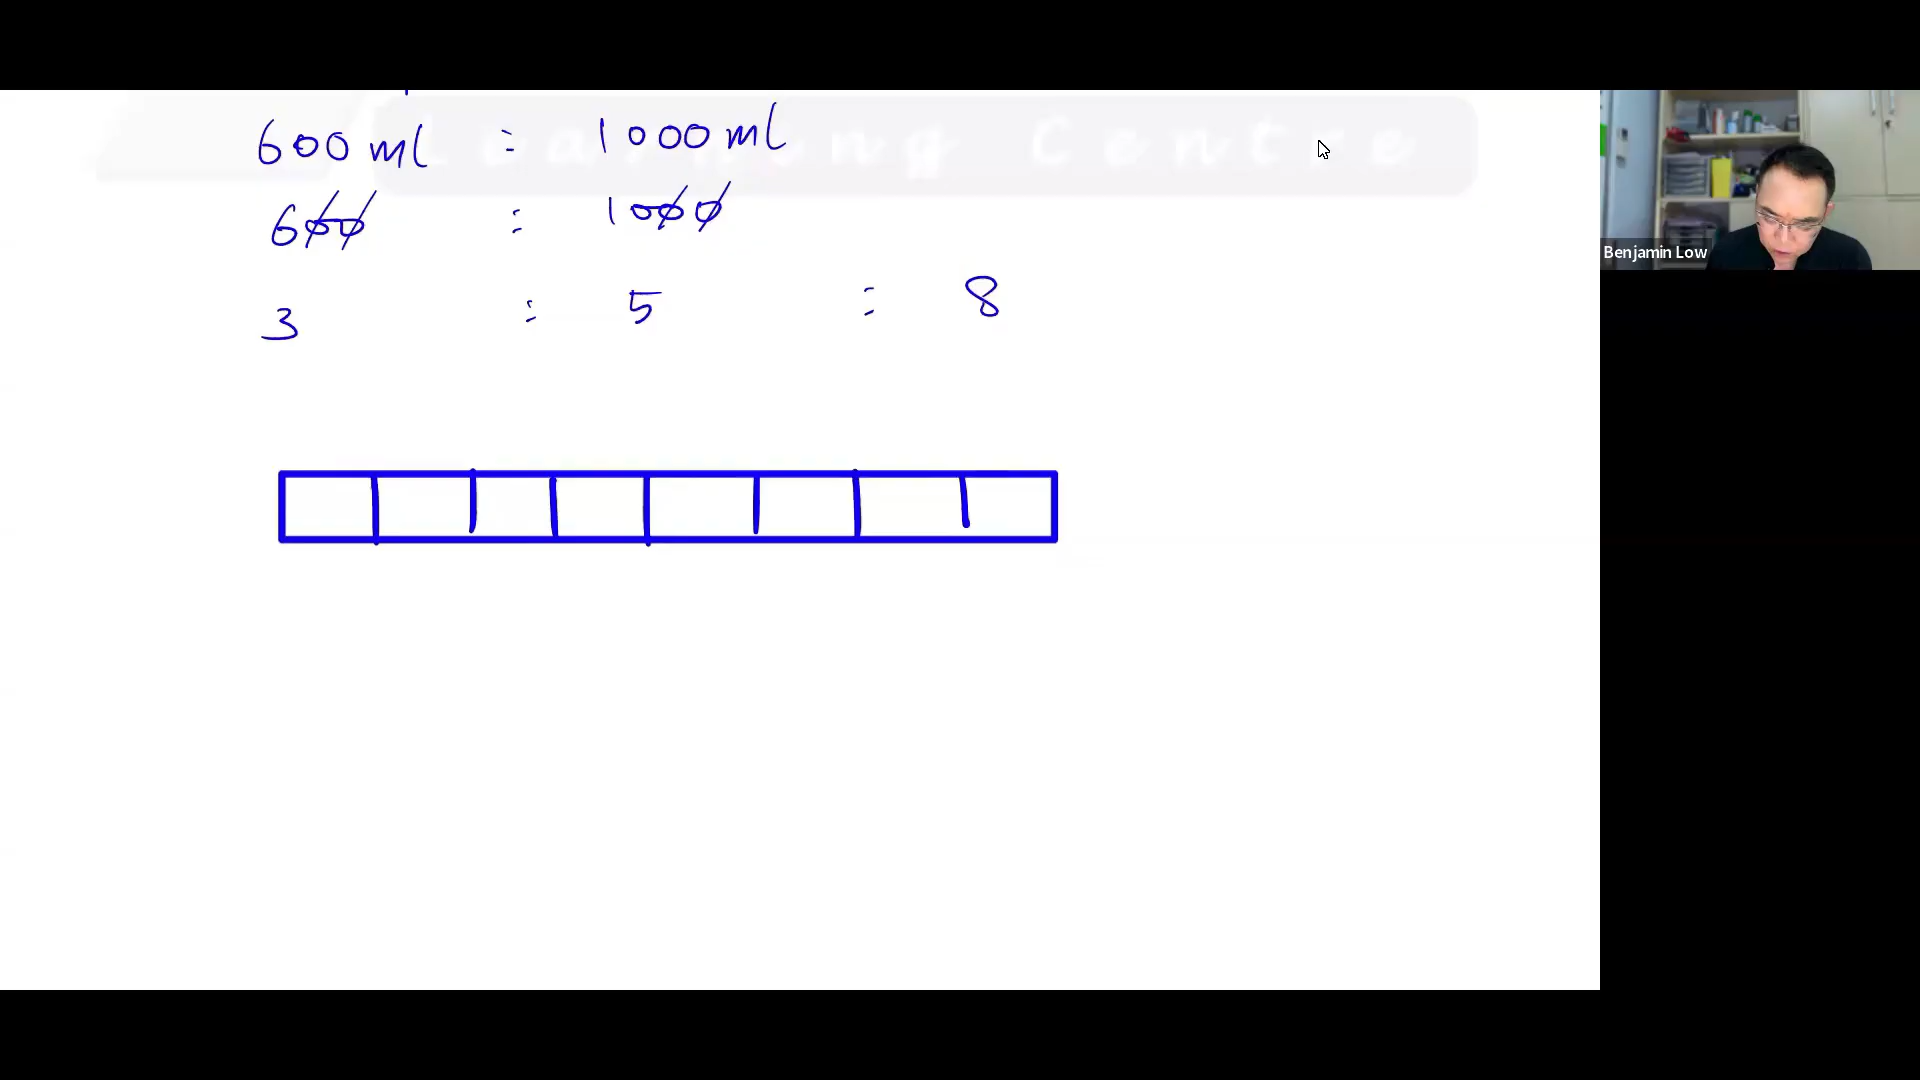 600 ml : 1000 ml
Learning Centre
600 : 1000
3 : 5 : 8
Benjamin Low